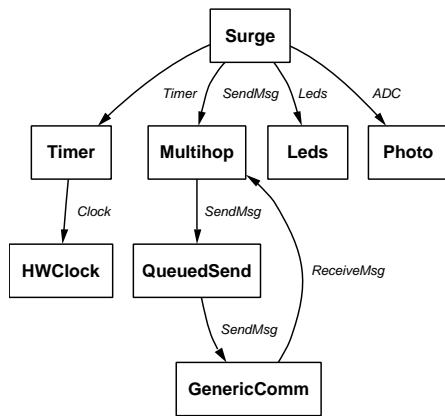 Surge
Timer SendMsg Leds ADC
Timer Multihop Leds Photo
Clock SendMsg
HWClock QueuedSend ReceiveMsg
SendMsg
GenericComm